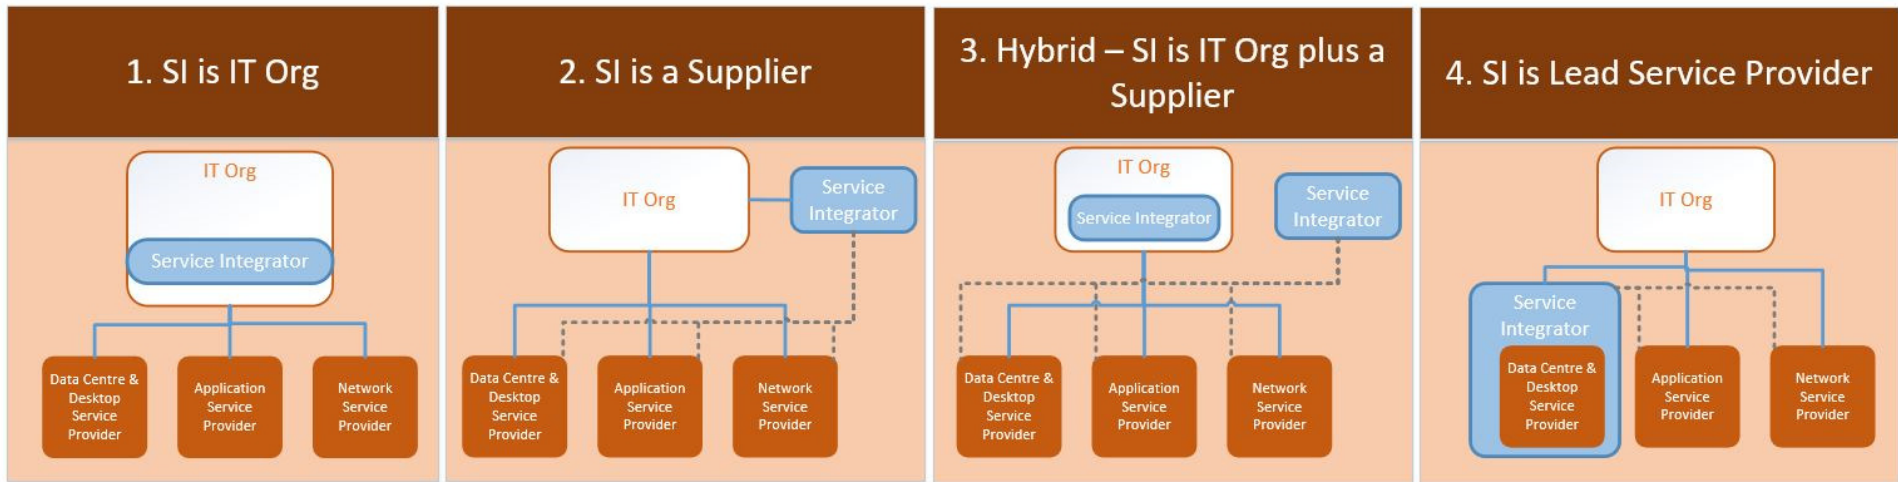 1. SI is IT Org
IT Org
Service Integrator
Data Centre &
Desktop
Service
Provider
Application
Service
Provider
Network
Service
Provider
2. SI is a Supplier
IT Org
Service
Integrator
Data Centre &
Desktop
Service
Provider
Application
Service
Provider
Network
Service
Provider
3. Hybrid – SI is IT Org plus a
Supplier
IT Org
Service Integrator
Service
Integrator
Data Centre &
Desktop
Service
Provider
Application
Service
Provider
Network
Service
Provider
4. SI is Lead Service Provider
IT Org
Service
Integrator
Data Centre &
Desktop
Service
Provider
Application
Service
Provider
Network
Service
Provider